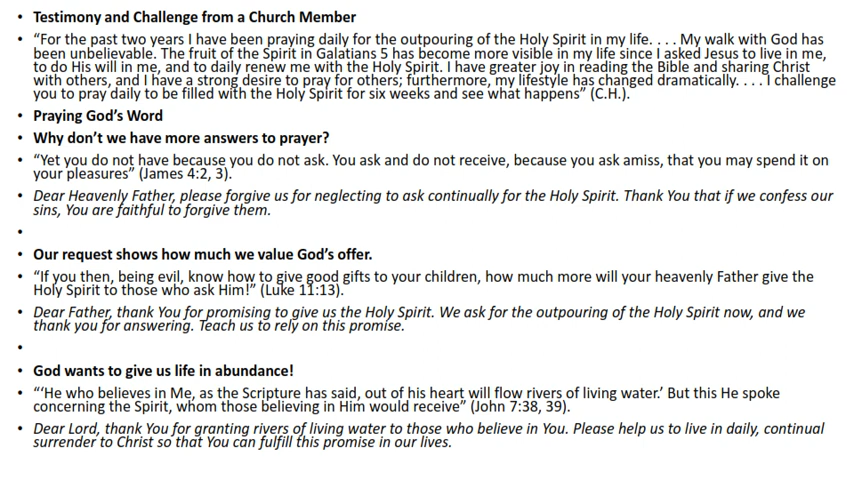 • Testimony and Challenge from a Church Member
• “For the past two years I have been praying daily for the outpouring of the Holy Spirit in my life. . . . My walk with God has
been unbelievable. The fruit of the Spirit in Galatians 5 has become more visible in my life since I asked Jesus to live in me,
to do His will in me, and to daily renew me with the Holy Spirit. I have greater joy in reading the Bible and sharing Christ
with others, and I have a strong desire to pray for others; furthermore, my lifestyle has changed dramatically. . . . I challenge
you to pray daily to be filled with the Holy Spirit for six weeks and see what happens” (C.H.).
• Praying God’s Word
• Why don’t we have more answers to prayer?
• “Yet you do not have because you do not ask. You ask and do not receive, because you ask amiss, that you may spend it on
your pleasures” (James 4:2, 3).
• Dear Heavenly Father, please forgive us for neglecting to ask continually for the Holy Spirit. Thank You that if we confess our
sins, You are faithful to forgive them.
•
• Our request shows how much we value God’s offer.
• “If you then, being evil, know how to give good gifts to your children, how much more will your heavenly Father give the
Holy Spirit to those who ask Him!” (Luke 11:13).
• Dear Father, thank You for promising to give us the Holy Spirit. We ask for the outpouring of the Holy Spirit now, and we
thank you for answering. Teach us to rely on this promise.
•
• God wants to give us life in abundance!
• “‘He who believes in Me, as the Scripture has said, out of his heart will flow rivers of living water.’ But this He spoke
concerning the Spirit, whom those believing in Him would receive” (John 7:38, 39).
• Dear Lord, thank You for granting rivers of living water to those who believe in You. Please help us to live in daily, continual
surrender to Christ so that You can fulfill this promise in our lives.